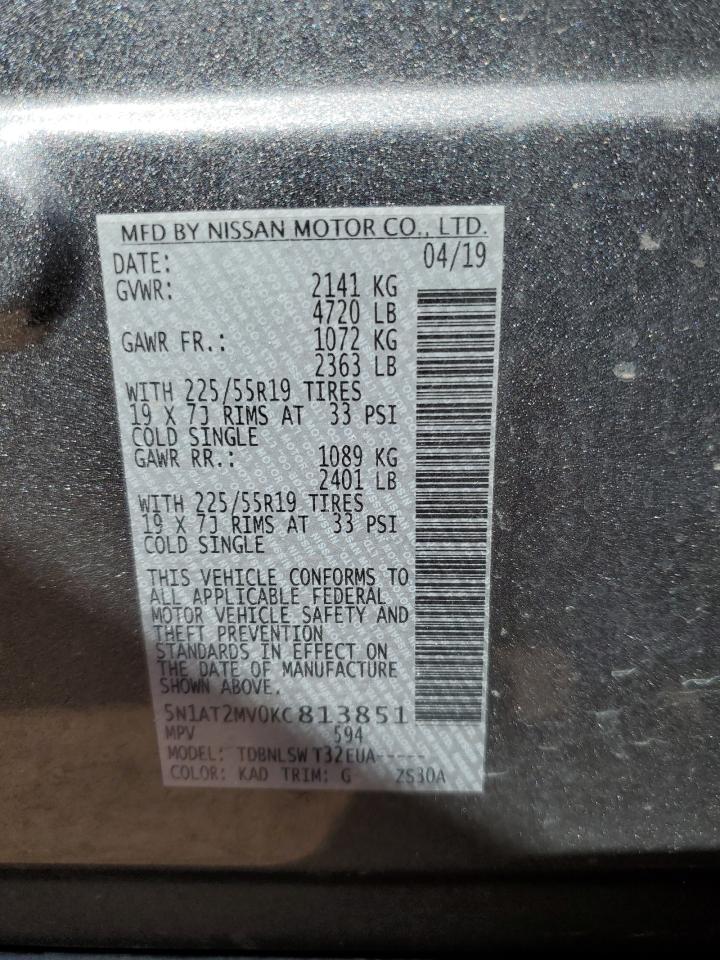 MFD BY NISSAN MOTOR CO., LTD.
DATE: 04/19
GVWR: 2141 KG
4720 LB
GAWR FR.: 1072 KG
2363 LB
WITH 225/55R19 TIRES
19 X 7J RIMS AT 33 PSI
COLD SINGLE
GAWR RR.: 1089 KG
2401 LB
WITH 225/55R19 TIRES
19 X 7J RIMS AT 33 PSI
COLD SINGLE
THIS VEHICLE CONFORMS TO
ALL APPLICABLE FEDERAL
MOTOR VEHICLE SAFETY AND
THEFT PREVENTION
STANDARDS IN EFFECT ON
THE DATE OF MANUFACTURE
SHOWN ABOVE.
5N1AT2MV0KC813851
MPV 594
MODEL: TDBNLSW T32EUA-----
COLOR: KAD TRIM: G ZS30A